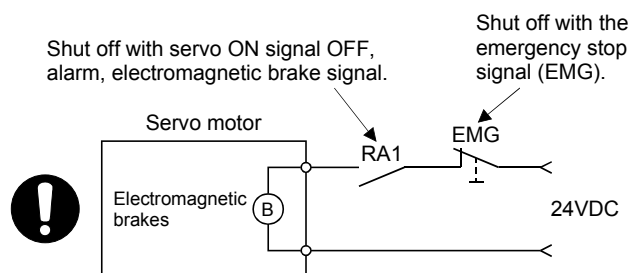 Shut off with servo ON signal OFF,
alarm, electromagnetic brake signal.
Shut off with the
emergency stop
signal (EMG).
Servo motor
RA1
EMG
Electromagnetic
brakes
B
24VDC